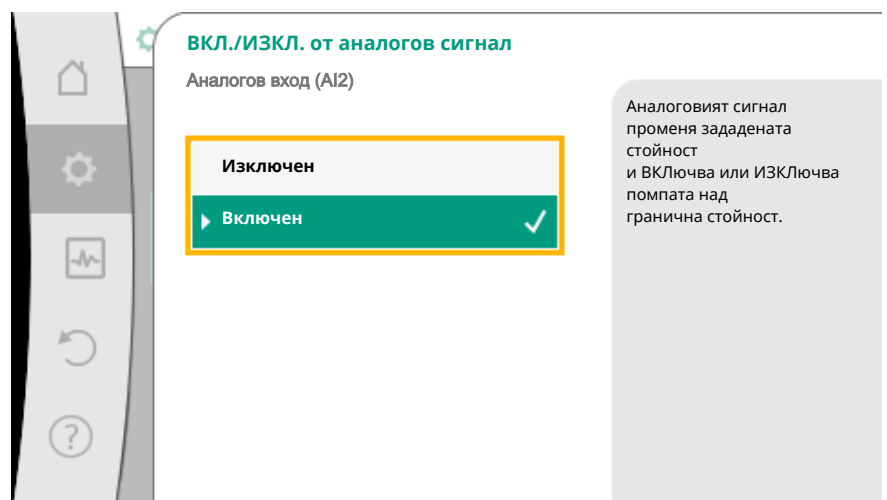 ВКЛ./ИЗКЛ. от аналогов сигнал
Аналогов вход (AI2)
Изключен
Включен
Аналоговият сигнал
променя зададената
стойност
и ВКЛючва или ИЗКЛючва
помпата над
гранична стойност.